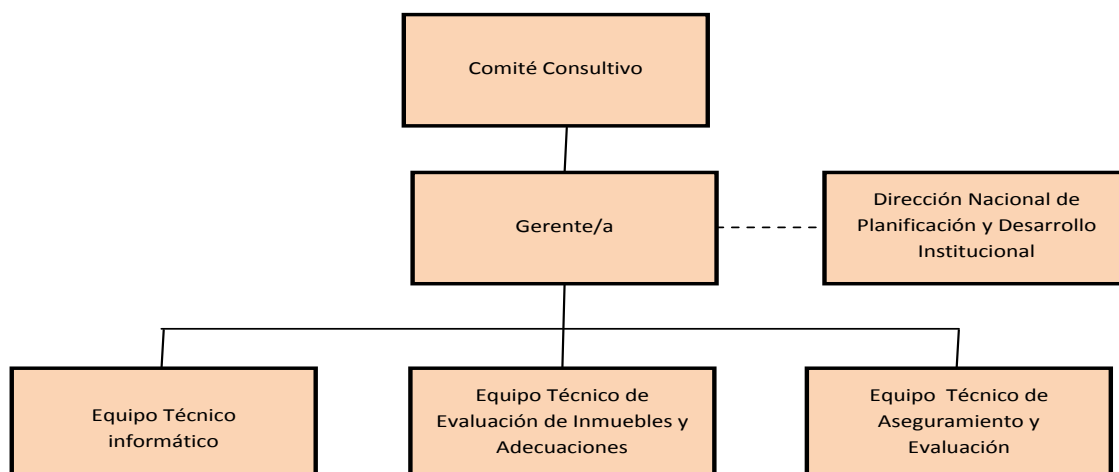 Comité Consultivo
Gerente/a
Dirección Nacional de
Planificación y Desarrollo
Institucional
Equipo Técnico
informático
Equipo Técnico de
Evaluación de Inmuebles y
Adecuaciones
Equipo  Técnico de
Aseguramiento y
Evaluación